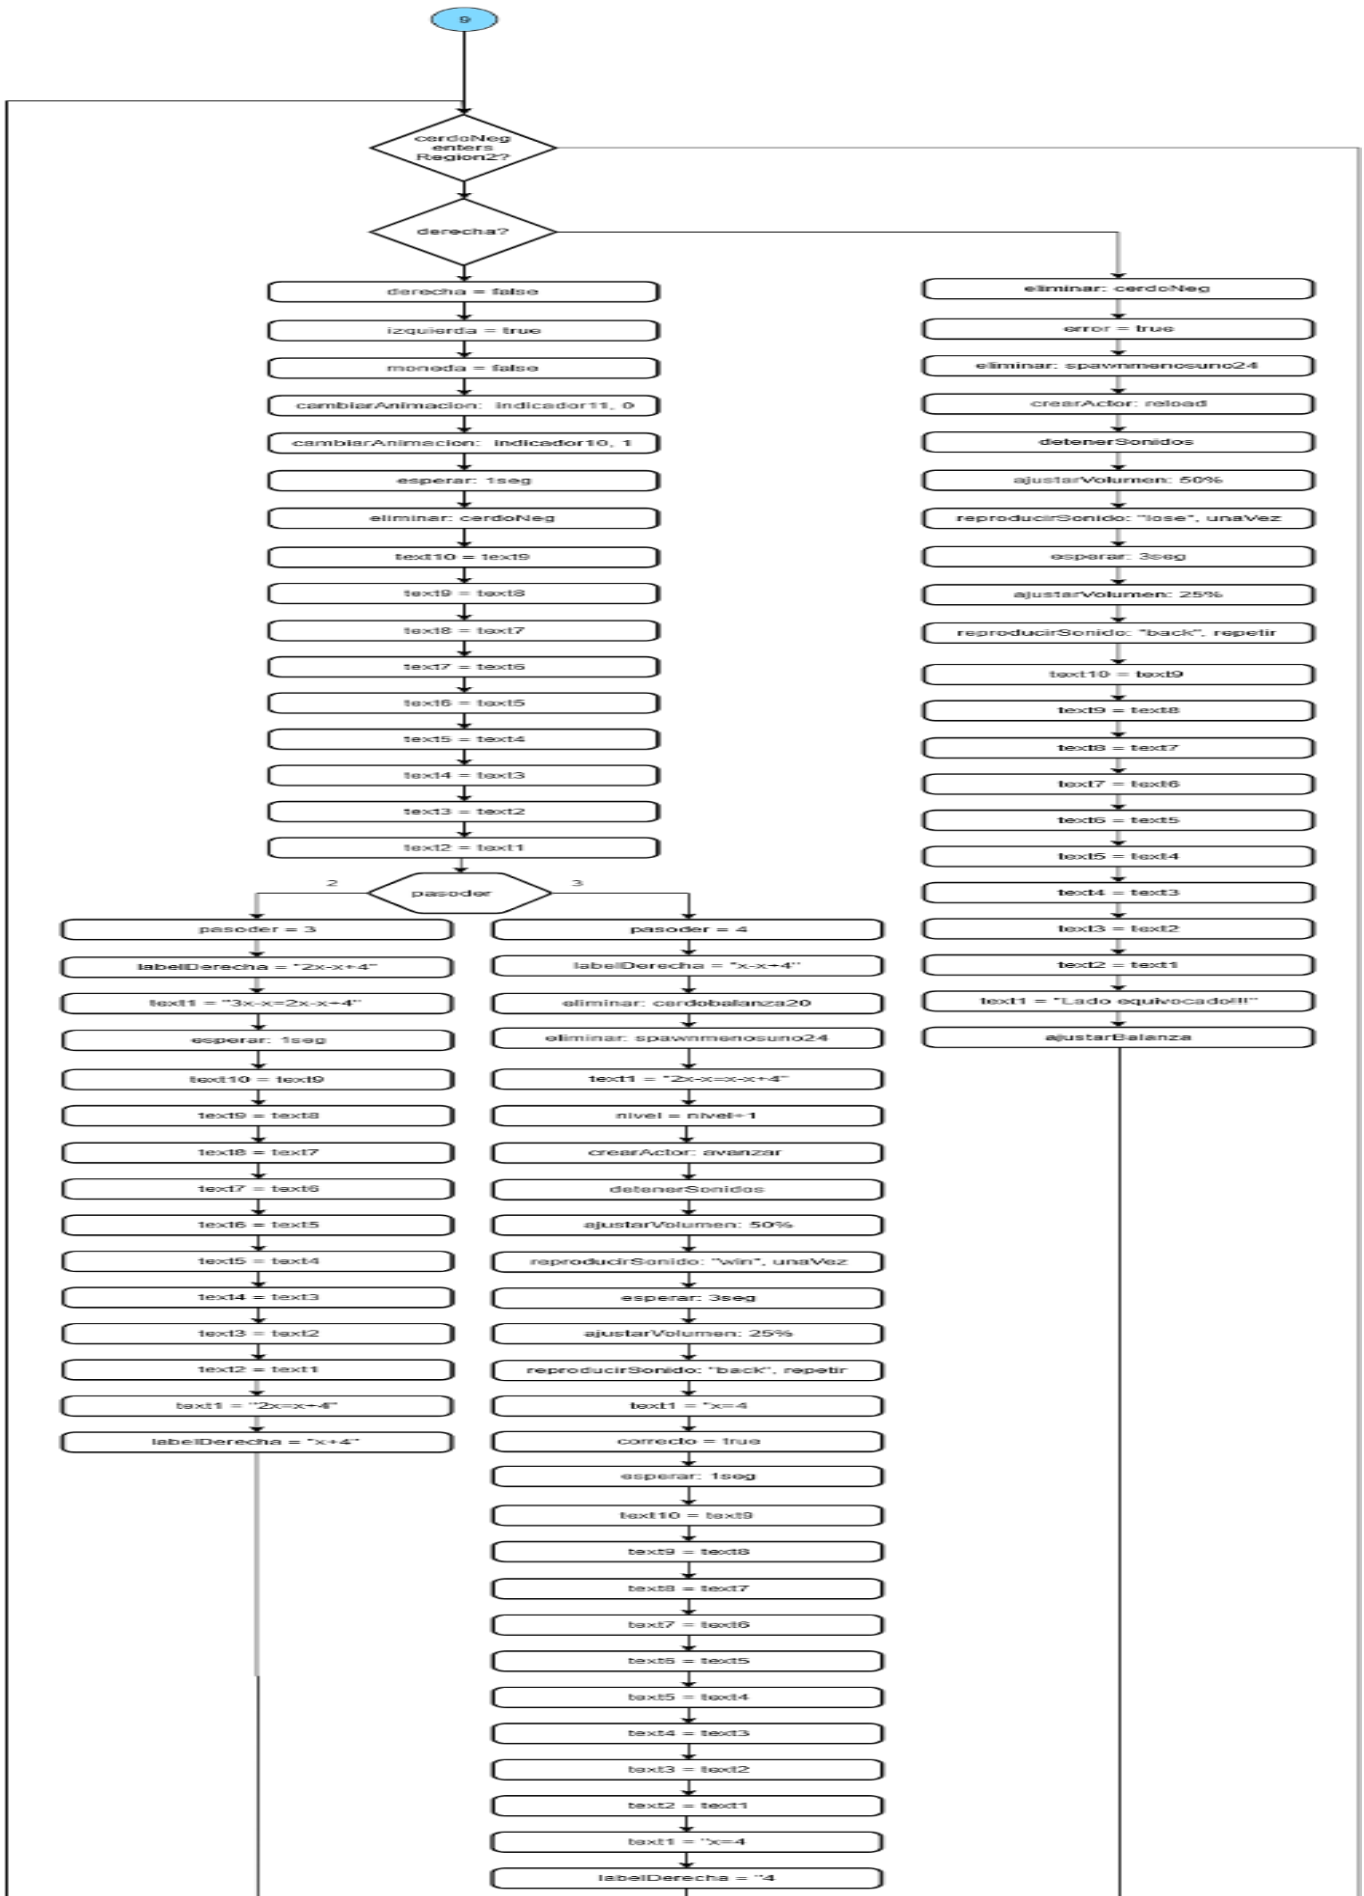 9
cerdoNeg
enters
Region2?
derecha?
derecha = false
izquierda = true
moneda = false
cambiarAnimacion: indicador11, 0
cambiarAnimacion: indicador10, 1
esperar: 1seg
eliminar: cerdoNeg
text10 = text9
text9 = text8
text8 = text7
text7 = text6
text6 = text5
text5 = text4
text4 = text3
text3 = text2
text2 = text1
pasoder
2
3
pasoder = 3
labelDerecha = "2x-x+4"
text1 = "3x-x=2x-x+4"
esperar: 1seg
text10 = text9
text9 = text8
text8 = text7
text7 = text6
text6 = text5
text5 = text4
text4 = text3
text3 = text2
text2 = text1
text1 = "2x=x+4"
labelDerecha = "x+4"
pasoder = 4
labelDerecha = "x-x+4"
eliminar: cerdobalanza20
eliminar: spawnmenosuno24
text1 = "2x-x=x-x+4"
nivel = nivel+1
crearActor: avanzar
detenerSonidos
ajustarVolumen: 50%
reproducirSonido: "win", unaVez
esperar: 3seg
ajustarVolumen: 25%
reproducirSonido: "back", repetir
text1 = "x=4
correcto = true
esperar: 1seg
text10 = text9
text9 = text8
text8 = text7
text7 = text6
text6 = text5
text5 = text4
text4 = text3
text3 = text2
text2 = text1
text1 = "x=4
labelDerecha = "4
eliminar: cerdoNeg
error = true
eliminar: spawnmenosuno24
crearActor: reload
detenerSonidos
ajustarVolumen: 50%
reproducirSonido: "lose", unaVez
esperar: 3seg
ajustarVolumen: 25%
reproducirSonido: "back", repetir
text10 = text9
text9 = text8
text8 = text7
text7 = text6
text6 = text5
text5 = text4
text4 = text3
text3 = text2
text2 = text1
text1 = "Lado equivocado!!!"
ajustarBalanza